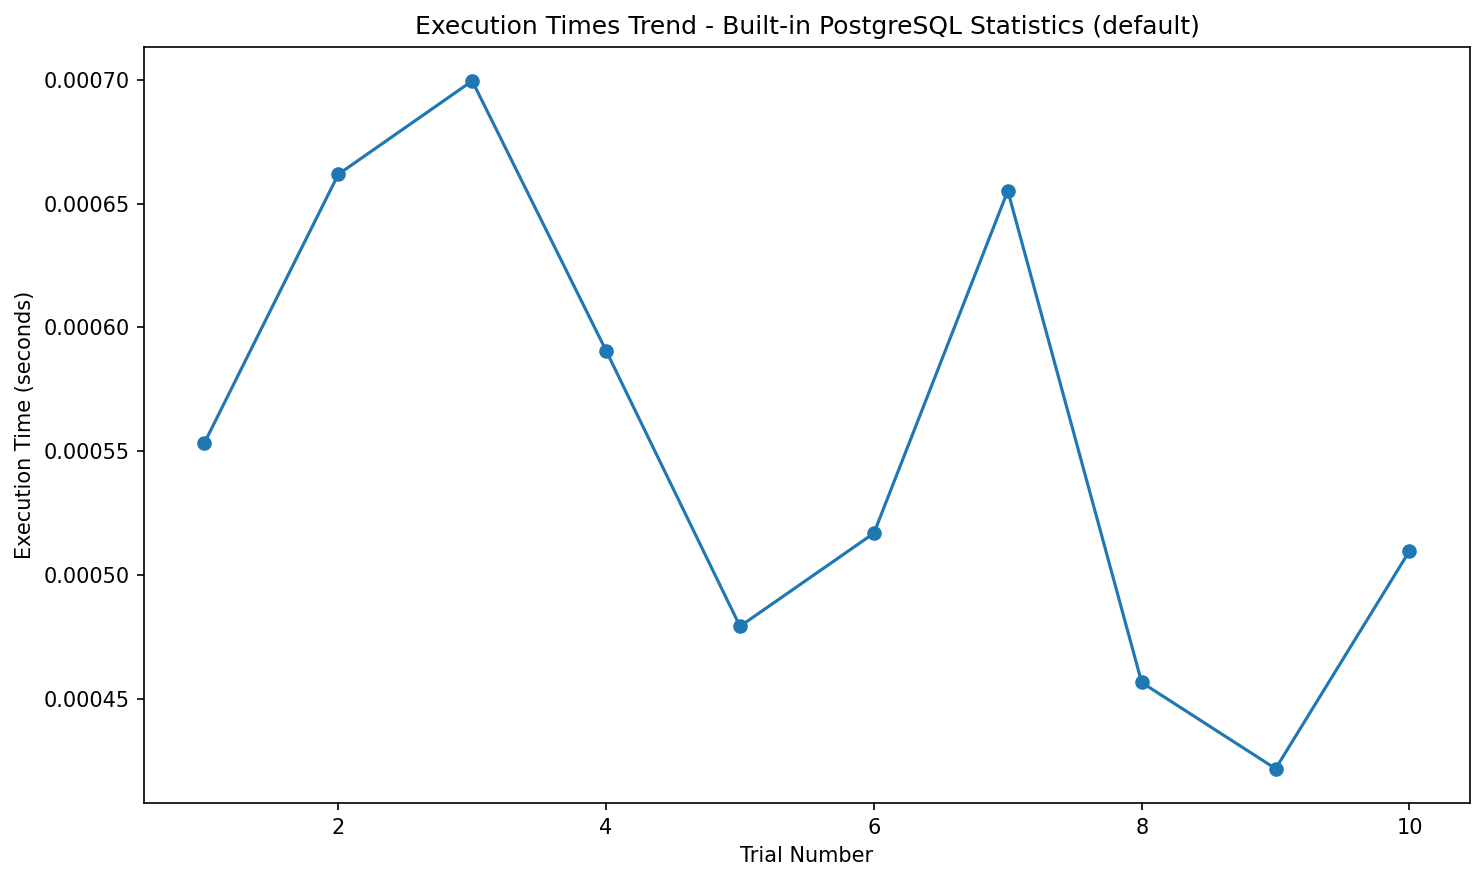 Execution Times Trend - Built-in PostgreSQL Statistics (default)
Execution Time (seconds)
0.00070
0.00065
0.00060
0.00055
0.00050
0.00045
2 4 6 8 10
Trial Number